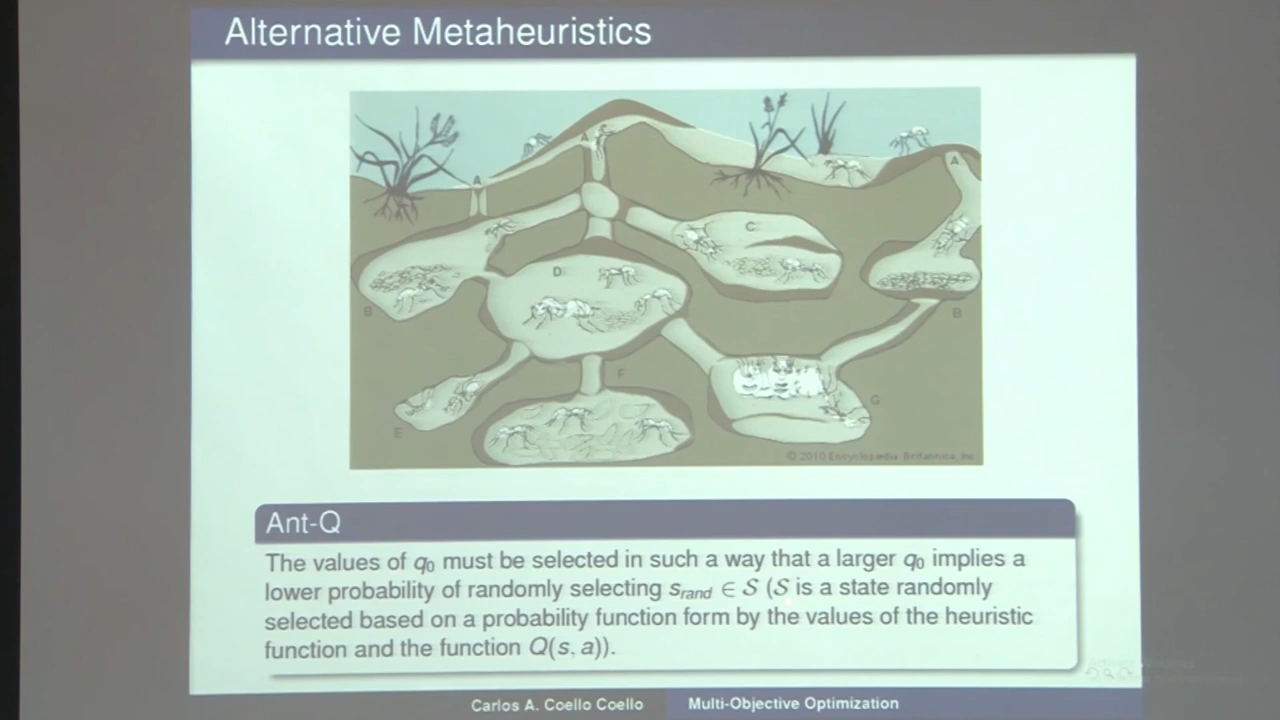 Alternative Metaheuristics
A
A
A
C
D
B
B
F
G
E
© 2010 Encyclopædia Britannica, Inc.
Ant-Q
The values of q₀ must be selected in such a way that a larger q₀ implies a
lower probability of randomly selecting s_rand ∈ S (S is a state randomly
selected based on a probability function form by the values of the heuristic
function and the function Q(s, a)).
Carlos A. Coello Coello
Multi-Objective Optimization